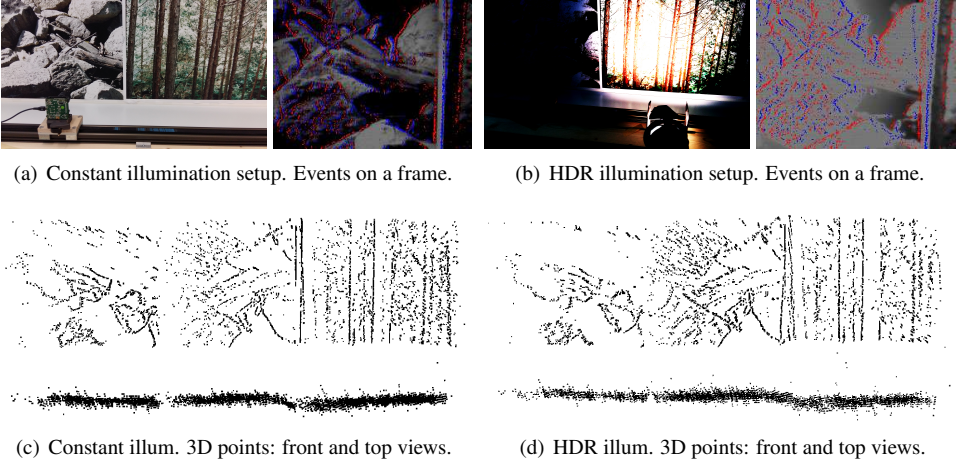 (a) Constant illumination setup. Events on a frame.
(b) HDR illumination setup. Events on a frame.
(c) Constant illum. 3D points: front and top views.
(d) HDR illum. 3D points: front and top views.